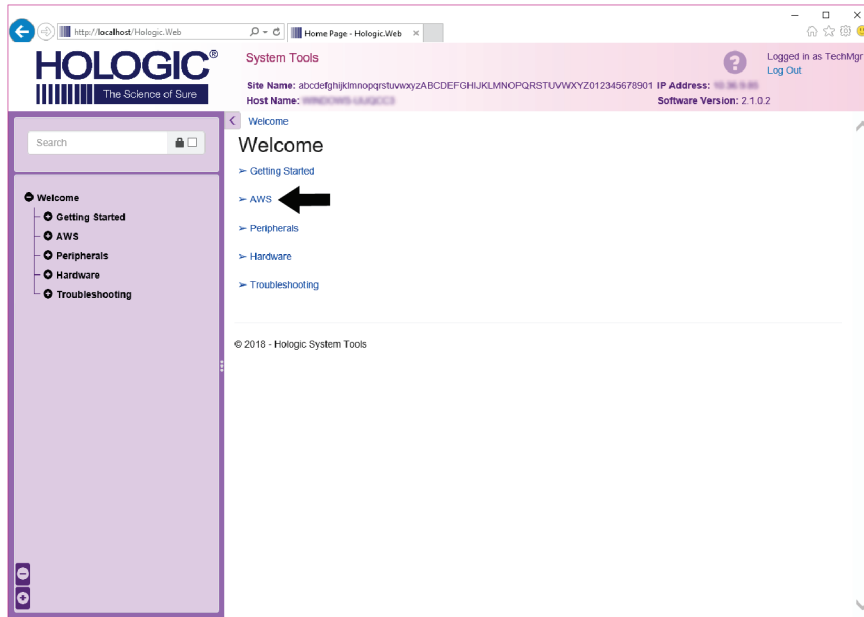 http://localhost/Hologic.Web
Home Page - Hologic.Web
HOLOGIC®
The Science of Sure
System Tools
Logged in as TechMgr
Log Out
Site Name: abcdefghijklmnopqrstuvwxyzABCDEFGHIJKLMNOPQRSTUVWXYZ012345678901 IP Address:
Host Name:
Software Version: 2.1.0.2
Search
Welcome
Getting Started
AWS
Peripherals
Hardware
Troubleshooting
Welcome
Welcome
➢ Getting Started
➢ AWS
➢ Peripherals
➢ Hardware
➢ Troubleshooting
© 2018 - Hologic System Tools